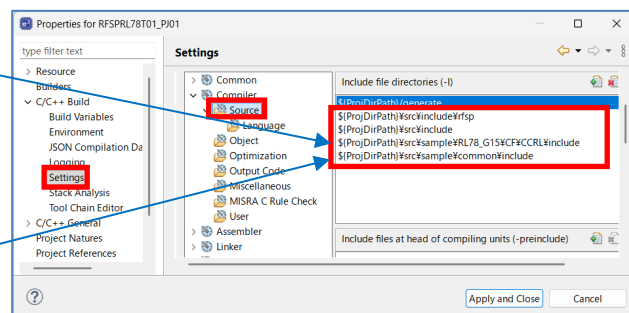 Properties for RFSPRL78T01_PJ01
type filter text
Settings
Resource
Builders
C/C++ Build
Build Variables
Environment
JSON Compilation Da
Logging
Settings
Stack Analysis
Tool Chain Editor
C/C++ General
Project Natures
Project References
Common
Compiler
Source
Language
Object
Optimization
Output Code
Miscellaneous
MISRA C Rule Check
User
Assembler
Linker
Include file directories (-I)
${ProjDirPath}/generate
${ProjDirPath}¥src¥include¥rfsp
${ProjDirPath}¥src¥include
${ProjDirPath}¥src¥sample¥RL78_G15¥CF¥CCRL¥include
${ProjDirPath}¥src¥sample¥common¥include
Include files at head of compiling units (-preinclude)
Apply and Close
Cancel